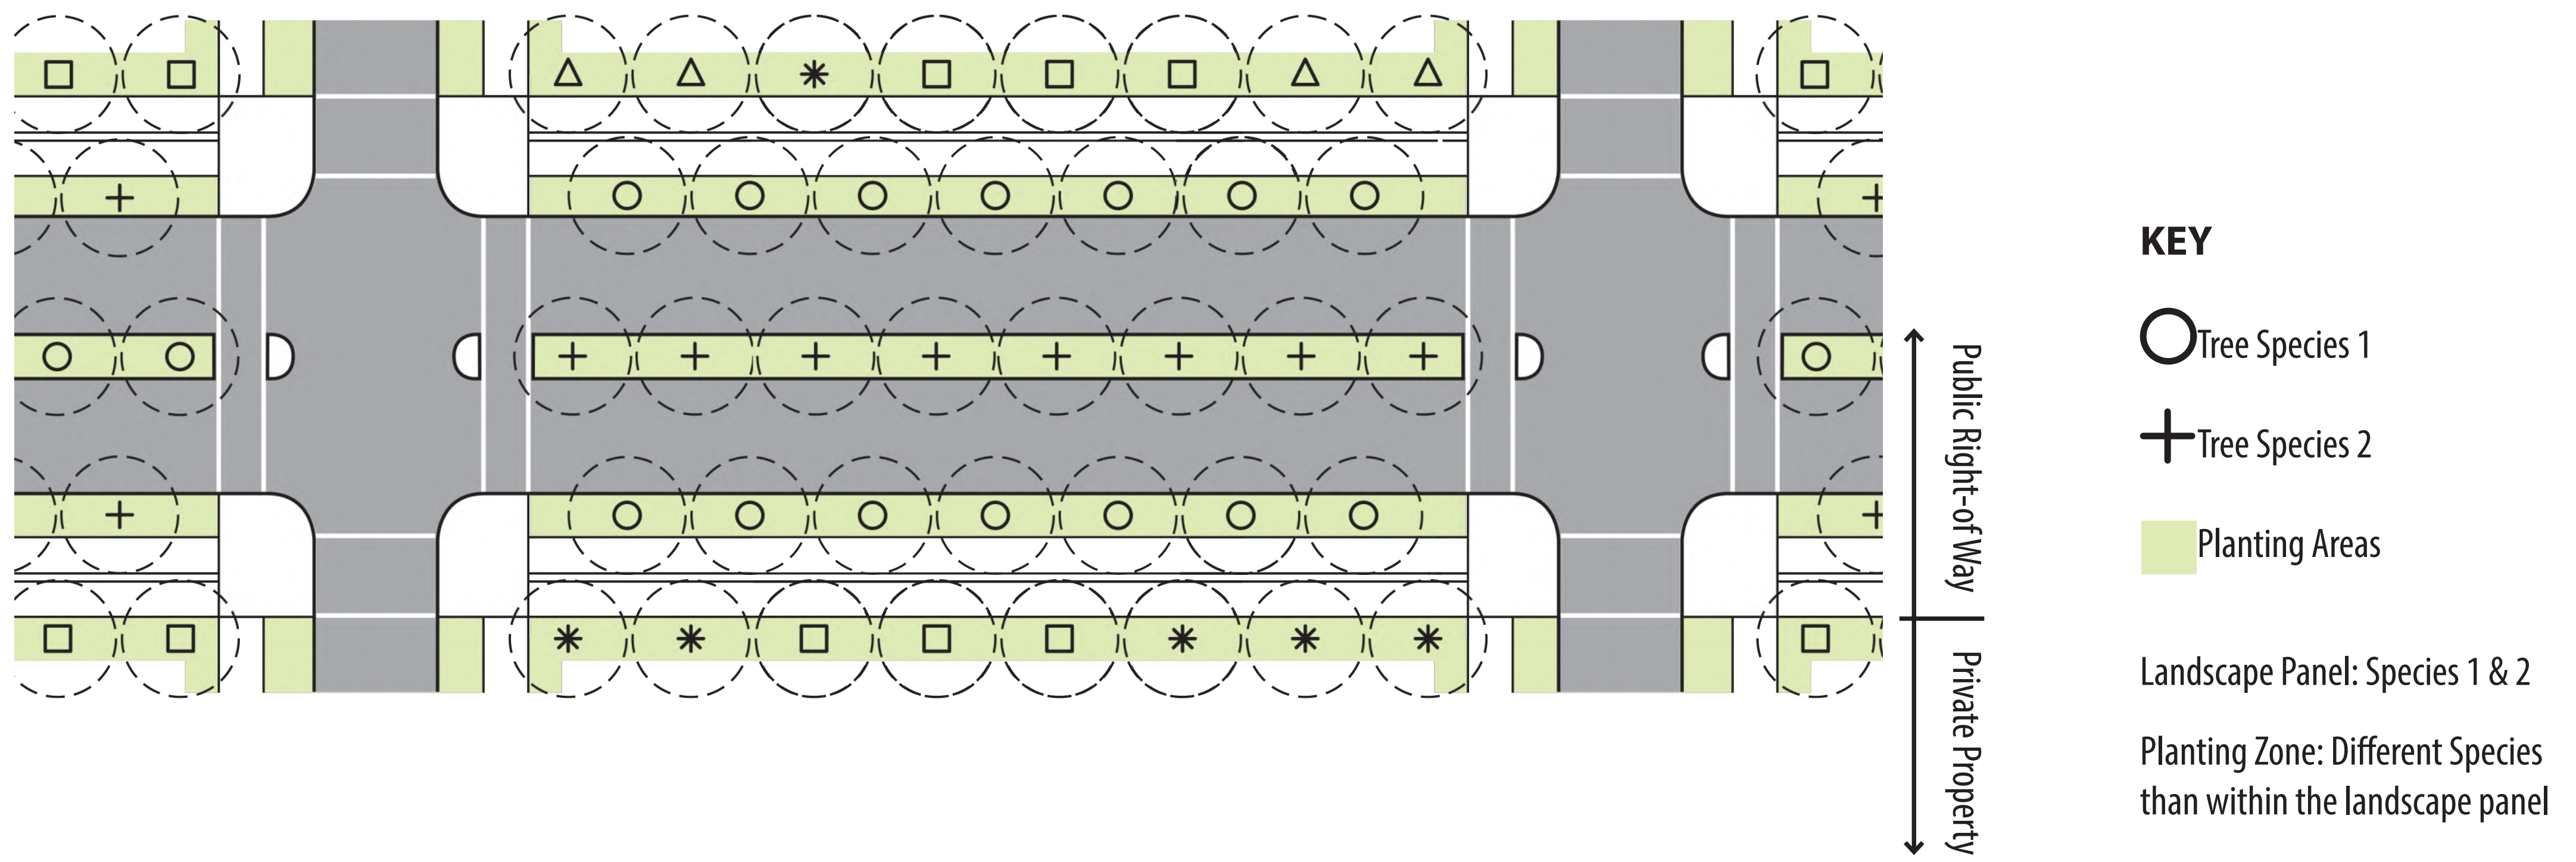 Public Right-of Way
Private Property
KEY
Tree Species 1
Tree Species 2
Planting Areas
Landscape Panel: Species 1 & 2
Planting Zone: Different Species
than within the landscape panel